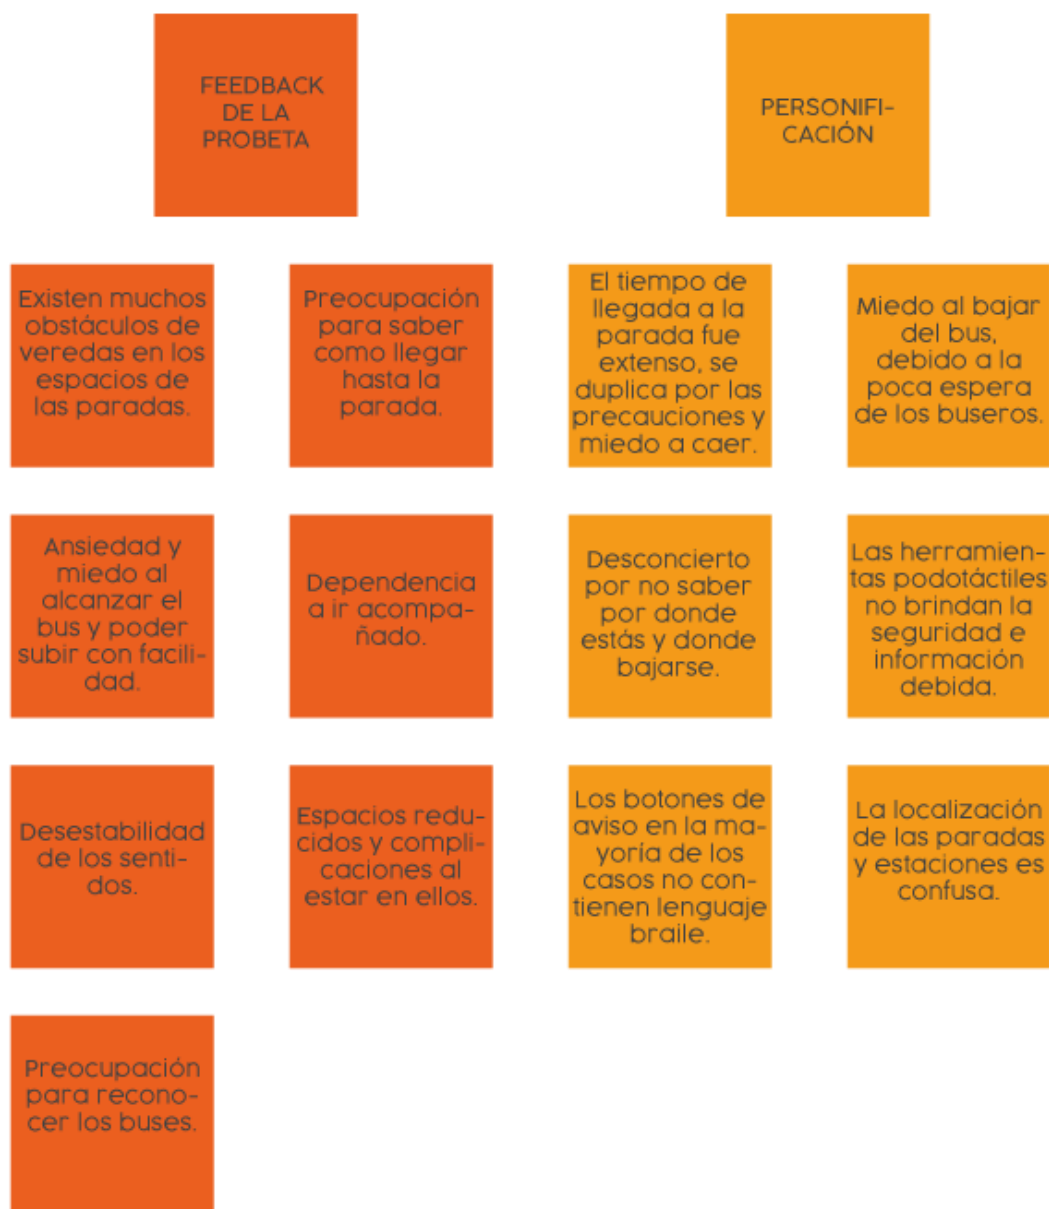 FEEDBACK
DE LA
PROBETA
Existen muchos
obstáculos de
veredas en los
espacios de
las paradas.
Preocupación
para saber
como llegar
hasta la
parada.
Ansiedad y
miedo al
alcanzar el
bus y poder
subir con facili-
dad.
Dependencia
a ir acompa-
ñado.
Desestabilidad
de los senti-
dos.
Espacios redu-
cidos y compli-
caciones al
estar en ellos.
Preocupación
para recono-
cer los buses.
PERSONIFI-
CACIÓN
El tiempo de
llegada a la
parada fue
extenso, se
duplica por las
precauciones y
miedo a caer.
Miedo al bajar
del bus,
debido a la
poca espera
de los buseros.
Desconcierto
por no saber
por donde
estás y donde
bajarse.
Las herramien-
tas podotáctiles
no brindan la
seguridad e
información
debida.
Los botones de
aviso en la ma-
yoría de los
casos no con-
tienen lenguaje
braile.
La localización
de las paradas
y estaciones es
confusa.